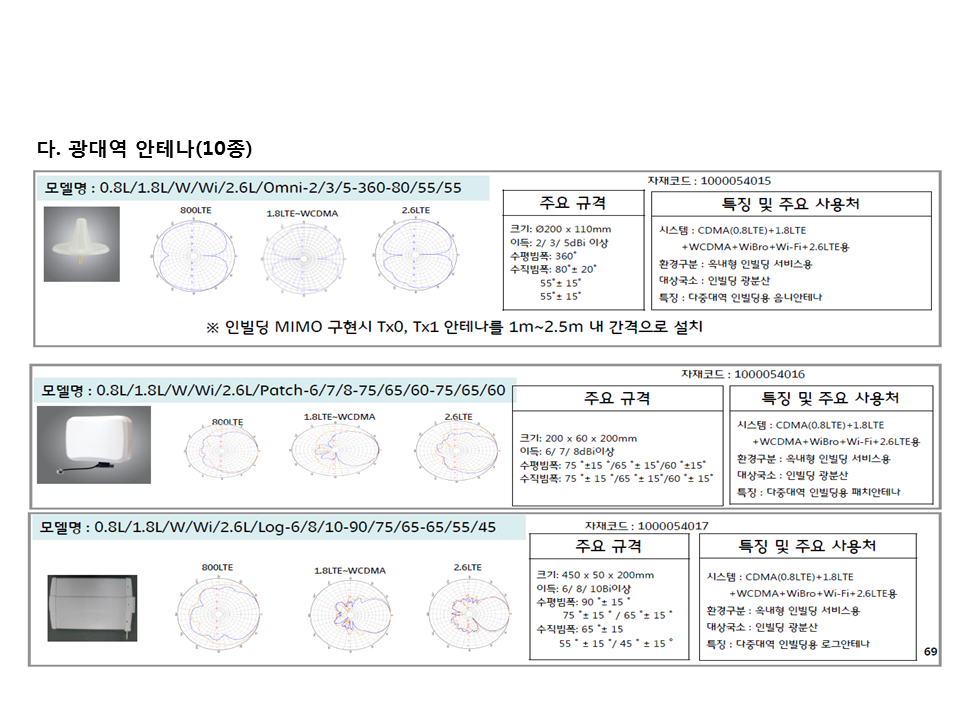 다. 광대역 안테나(10종)
모델명 : 0.8L/1.8L/W/Wi/2.6L/Omni-2/3/5-360-80/55/55
자재코드 : 1000054015
800LTE
1.8LTE~WCDMA
2.6LTE
주요 규격
크기: Ø200 x 110mm
이득: 2/ 3/ 5dBi 이상
수평빔폭: 360˚
수직빔폭: 80˚± 20˚
55˚± 15˚
55˚± 15˚
특징 및 주요 사용처
시스템 : CDMA(0.8LTE)+1.8LTE
+WCDMA+WiBro+Wi-Fi+2.6LTE용
환경구분 : 옥내형 인빌딩 서비스용
대상국소 : 인빌딩 광분산
특징 : 다중대역 인빌딩용 옴니안테나
※ 인빌딩 MIMO 구현시 Tx0, Tx1 안테나를 1m~2.5m 내 간격으로 설치
모델명 : 0.8L/1.8L/W/Wi/2.6L/Patch-6/7/8-75/65/60-75/65/60
자재코드 : 1000054016
800LTE
1.8LTE~WCDMA
2.6LTE
주요 규격
크기: 200 x 60 x 200mm
이득: 6/ 7/ 8dBi이상
수평빔폭: 75 ˚±15 ˚/65 ˚± 15˚/60 ˚±15˚
수직빔폭: 75 ˚± 15 ˚/65 ˚± 15˚/60 ˚± 15˚
특징 및 주요 사용처
시스템 : CDMA(0.8LTE)+1.8LTE
+WCDMA+WiBro+Wi-Fi+2.6LTE용
환경구분 : 옥내형 인빌딩 서비스용
대상국소 : 인빌딩 광분산
특징 : 다중대역 인빌딩용 패치안테나
모델명 : 0.8L/1.8L/W/Wi/2.6L/Log-6/8/10-90/75/65-65/55/45
자재코드 : 1000054017
800LTE
1.8LTE~WCDMA
2.6LTE
주요 규격
크기: 450 x 50 x 200mm
이득: 6/ 8/ 10Bi이상
수평빔폭: 90 ˚± 15 ˚
75 ˚± 15 ˚ / 65 ˚± 15 ˚
수직빔폭: 65 ˚± 15
55 ˚ ± 15 ˚/ 45 ˚ ± 15 ˚
특징 및 주요 사용처
시스템 : CDMA(0.8LTE)+1.8LTE
+WCDMA+WiBro+Wi-Fi+2.6LTE용
환경구분 : 옥내형 인빌딩 서비스용
대상국소 : 인빌딩 광분산
특징 : 다중대역 인빌딩용 로그안테나
69